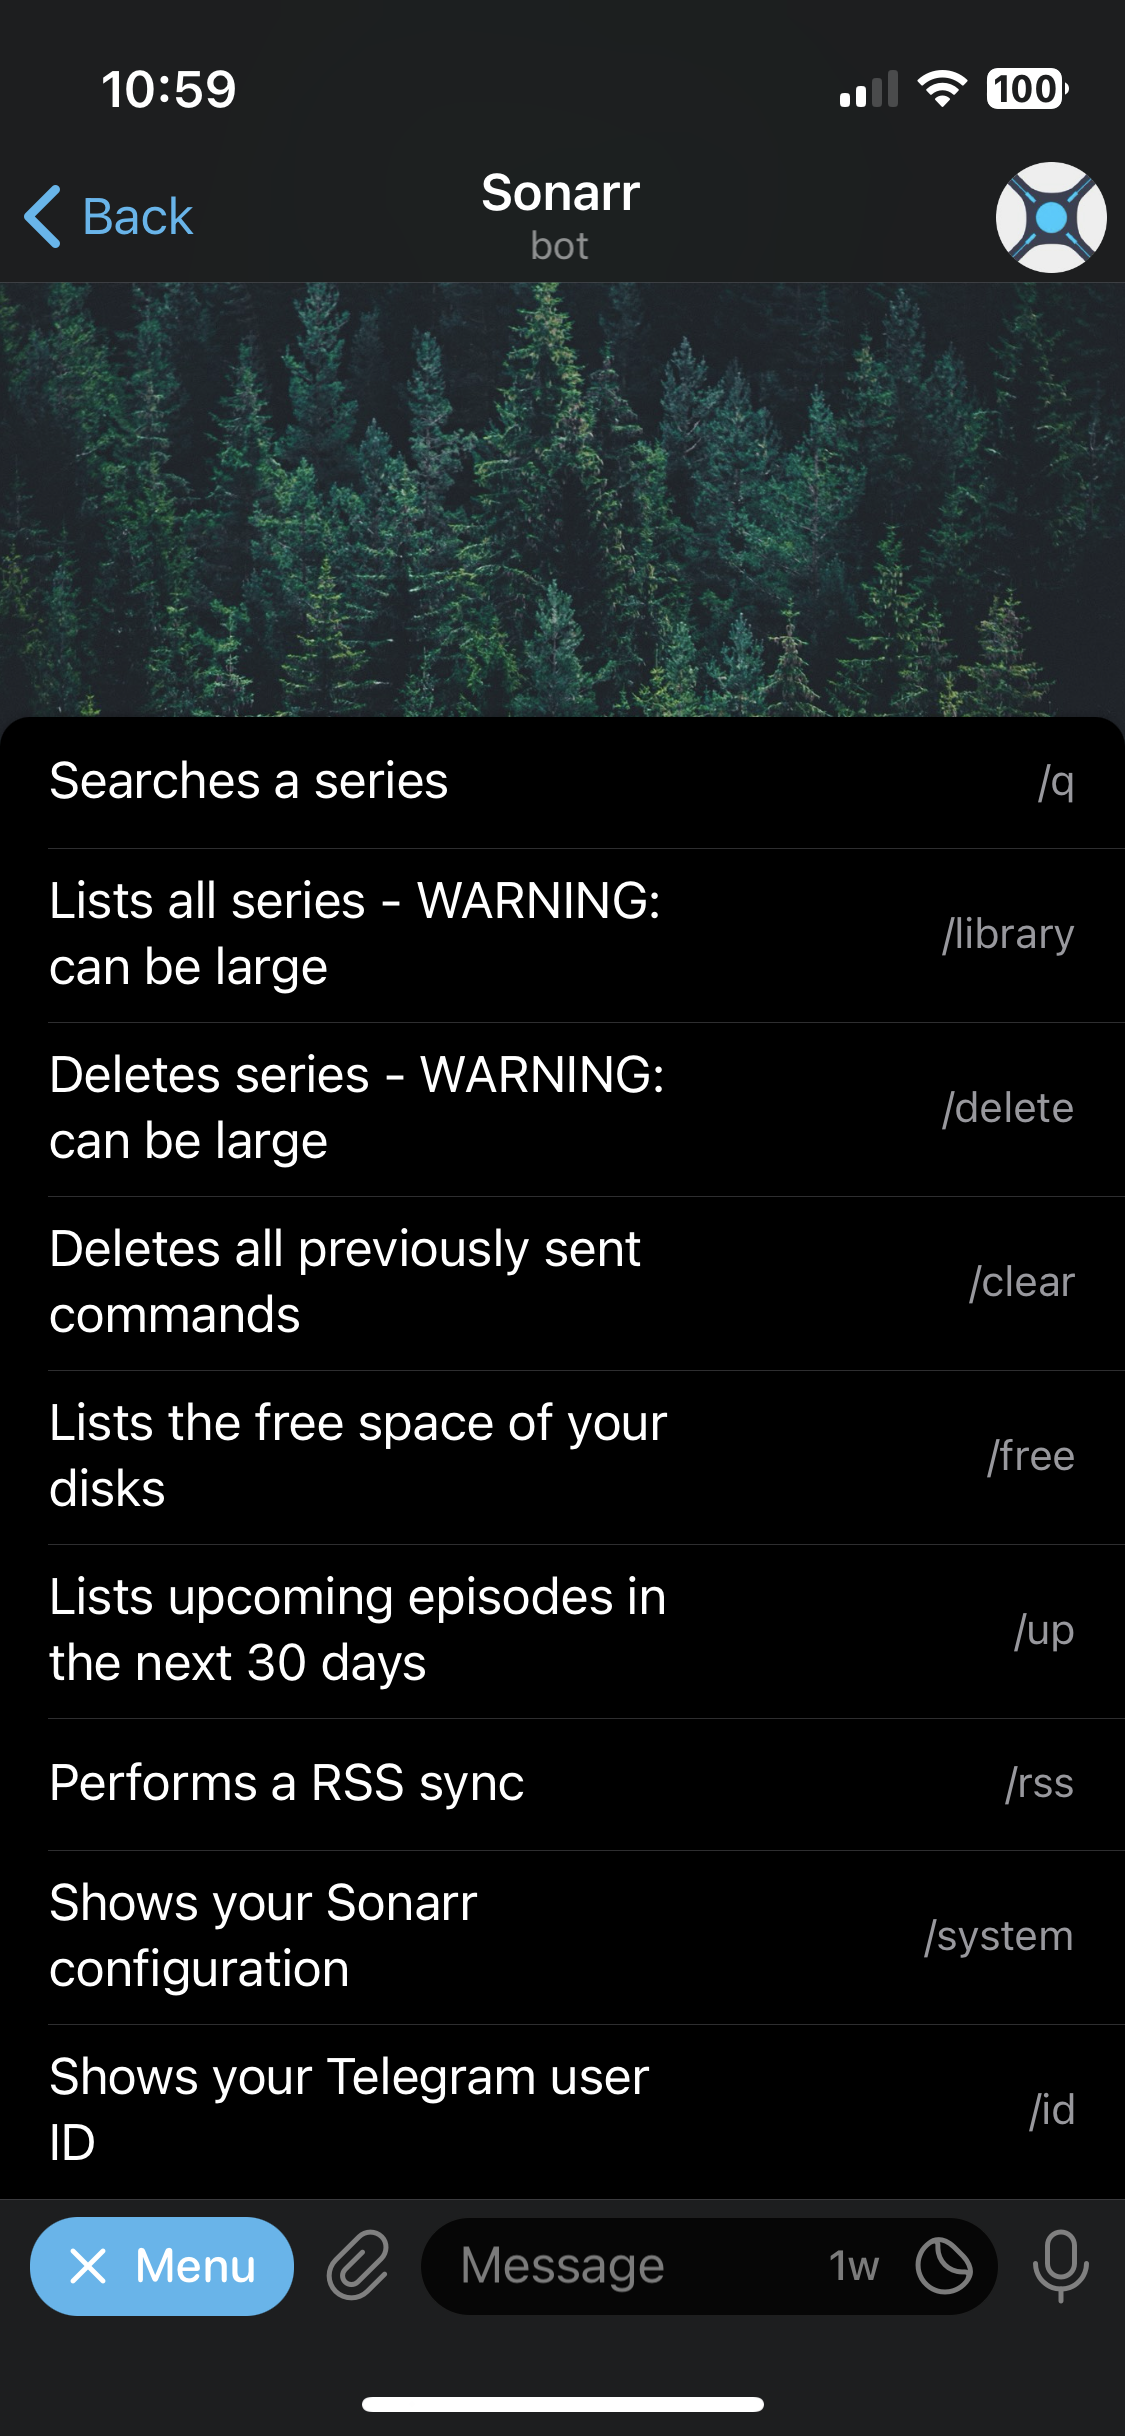 10:59
100
Back
Sonarr
bot
Searches a series /q
Lists all series - WARNING:
can be large /library
Deletes series - WARNING:
can be large /delete
Deletes all previously sent
commands /clear
Lists the free space of your
disks /free
Lists upcoming episodes in
the next 30 days /up
Performs a RSS sync /rss
Shows your Sonarr
configuration /system
Shows your Telegram user
ID /id
Menu Message 1w